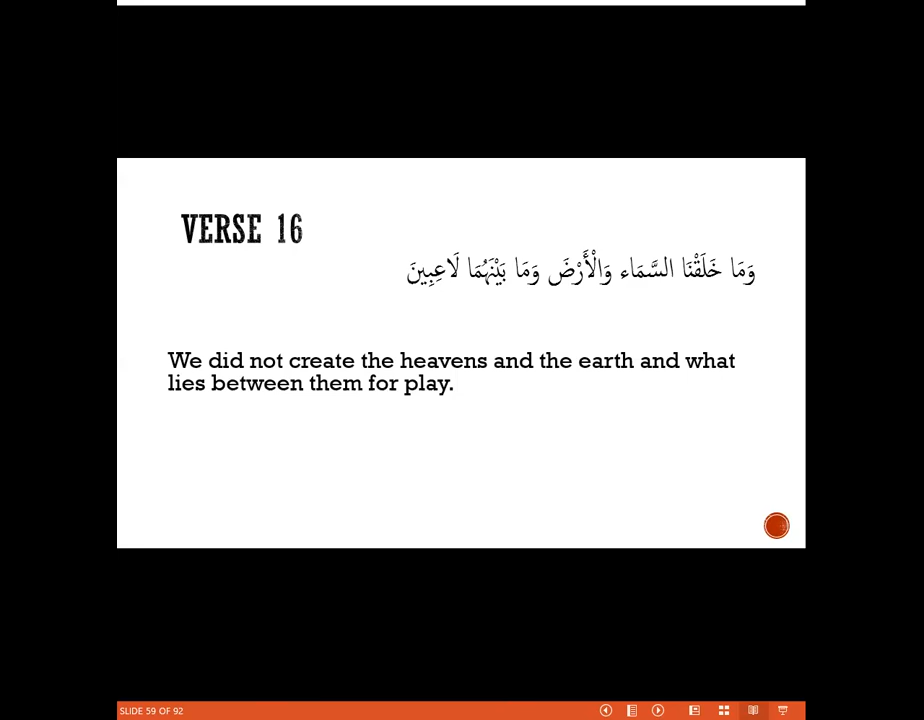 VERSE 16
وَمَا خَلَقْنَا السَّمَاء وَالْأَرْضَ وَمَا بَيْنَهُمَا لَاعِبِينَ
We did not create the heavens and the earth and what
lies between them for play.
SLIDE 59 OF 92